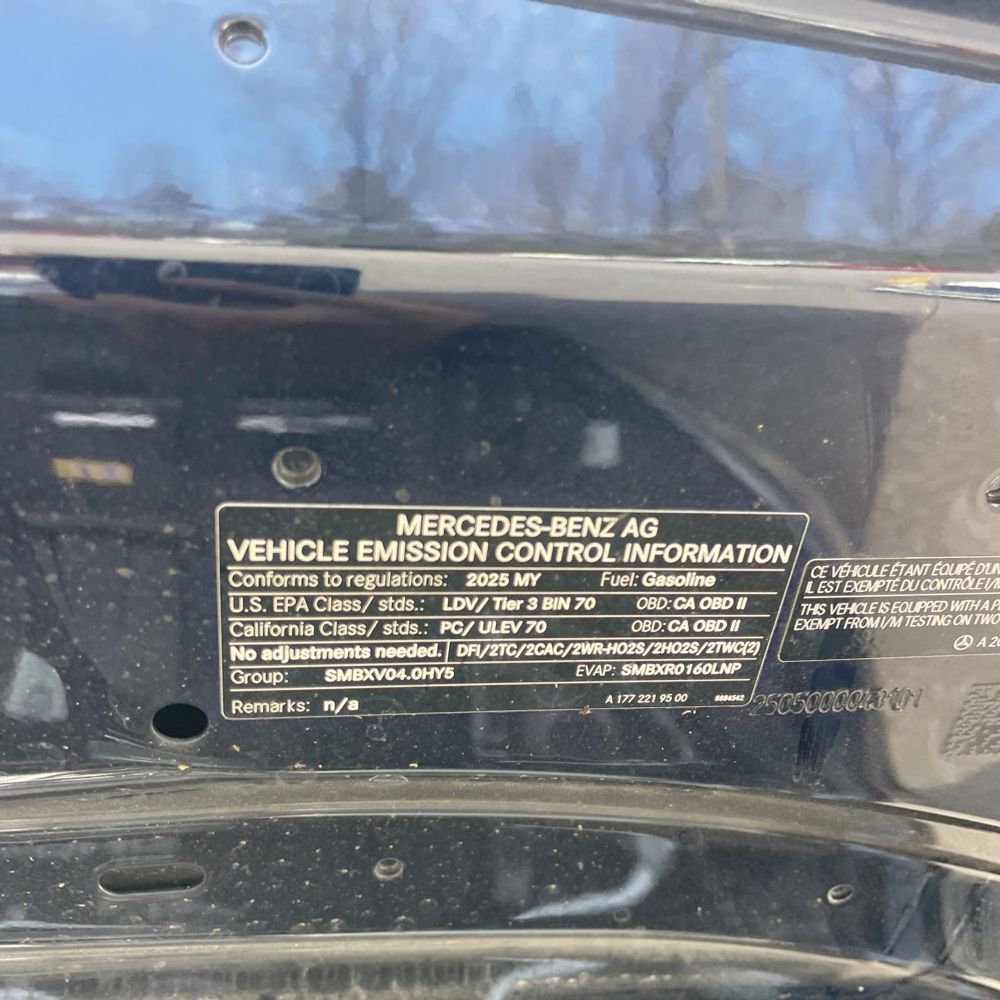 MERCEDES-BENZ AG
VEHICLE EMISSION CONTROL INFORMATION
Conforms to regulations: 2025 MY Fuel: Gasoline
U.S. EPA Class/ stds.: LDV/ Tier 3 BIN 70 OBD: CA OBD II
California Class/ stds.: PC/ ULEV 70 OBD: CA OBD II
No adjustments needed. DFI/2TC/2CAC/2WR-HO2S/2HO2S/2TWC(2)
Group: SMBXV04.0HY5 EVAP: SMBXR0160LNP
Remarks: n/a A 177 221 95 00
CE VÉHICULE ÉTANT ÉQUIPÉ D'UN
IL EST EXEMPTÉ DU CONTRÔLE I/
THIS VEHICLE IS EQUIPPED WITH A
EXEMPT FROM I/M TESTING ON TWO